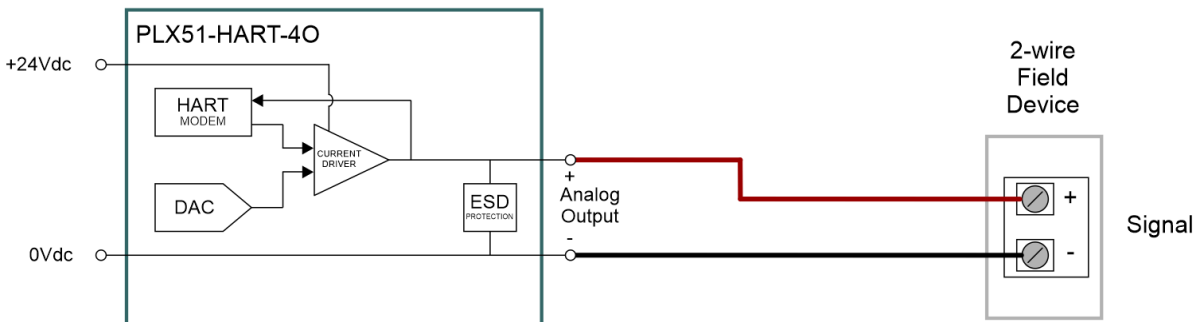 PLX51-HART-4O
+24Vdc
HART
MODEM
CURRENT
DRIVER
DAC
ESD
PROTECTION
0Vdc
+
Analog
Output
-
2-wire
Field
Device
+
-
Signal